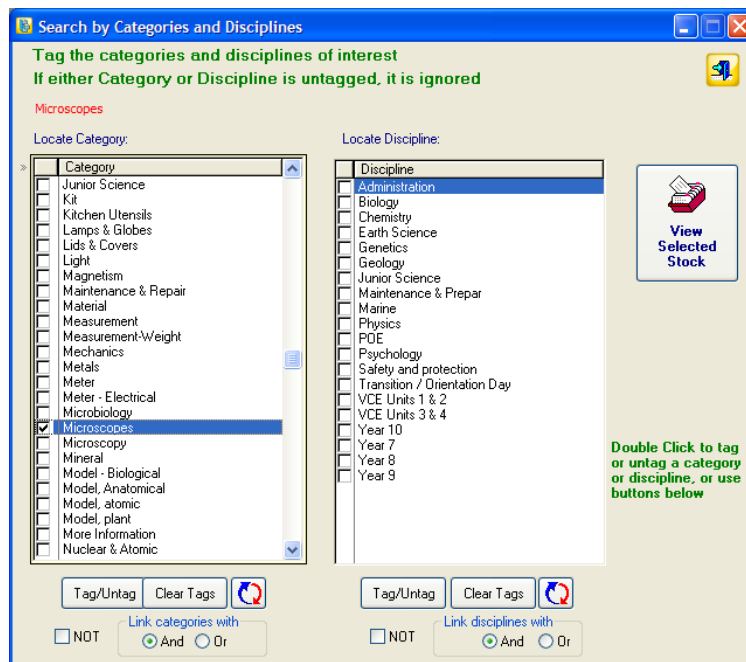 Search by Categories and Disciplines
Tag the categories and disciplines of interest
If either Category or Discipline is untagged, it is ignored
Microscopes
Locate Category:
Category
Junior Science
Kit
Kitchen Utensils
Lamps & Globes
Lids & Covers
Light
Magnetism
Maintenance & Repair
Material
Measurement
Measurement-Weight
Mechanics
Metals
Meter
Meter - Electrical
Microbiology
Microscopes
Microscopy
Mineral
Model - Biological
Model, Anatomical
Model, atomic
Model, plant
More Information
Nuclear & Atomic
Tag/Untag
Clear Tags
NOT
Link categories with
And
Or
Locate Discipline:
Discipline
Administration
Biology
Chemistry
Earth Science
Genetics
Geology
Junior Science
Maintenance & Prepar
Marine
Physics
POE
Psychology
Safety and protection
Transition / Orientation Day
VCE Units 1 & 2
VCE Units 3 & 4
Year 10
Year 7
Year 8
Year 9
Tag/Untag
Clear Tags
NOT
Link disciplines with
And
Or
View
Selected
Stock
Double Click to tag
or untag a category
or discipline, or use
buttons below